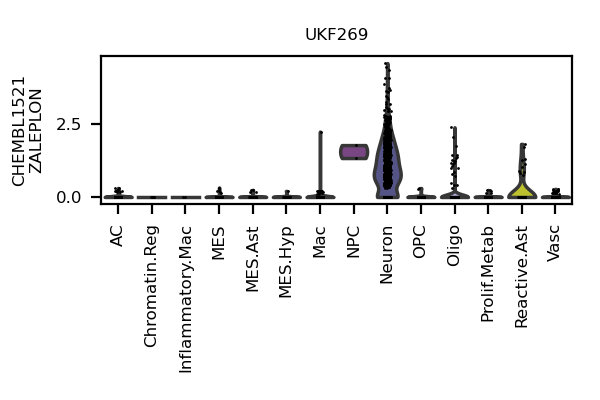 UKF269
CHEMBL1521
ZALEPLON
2.5
0.0
AC
Chromatin.Reg
Inflammatory.Mac
MES
MES.Ast
MES.Hyp
Mac
NPC
Neuron
OPC
Oligo
Prolif.Metab
Reactive.Ast
Vasc